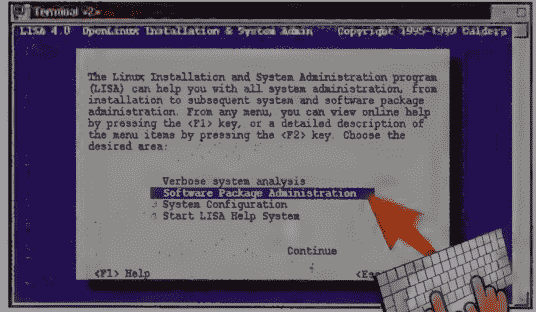 Terminal <2>
LISA 4.0 OpenLinux Installation & System Admin Copyright 1995-1999 Caldera
The Linux Installation and System Administration program
(LISA) can help you with all system administration, from
installation to subsequent system and software package
administration. From any menu, you can view online help
by pressing the <F1> key, or a detailed description of
the menu items by pressing the <F2> key. Choose the
desired area:
Verbose system analysis
Software Package Administration
System Configuration
Start LISA Help System
Continue
<F1> Help